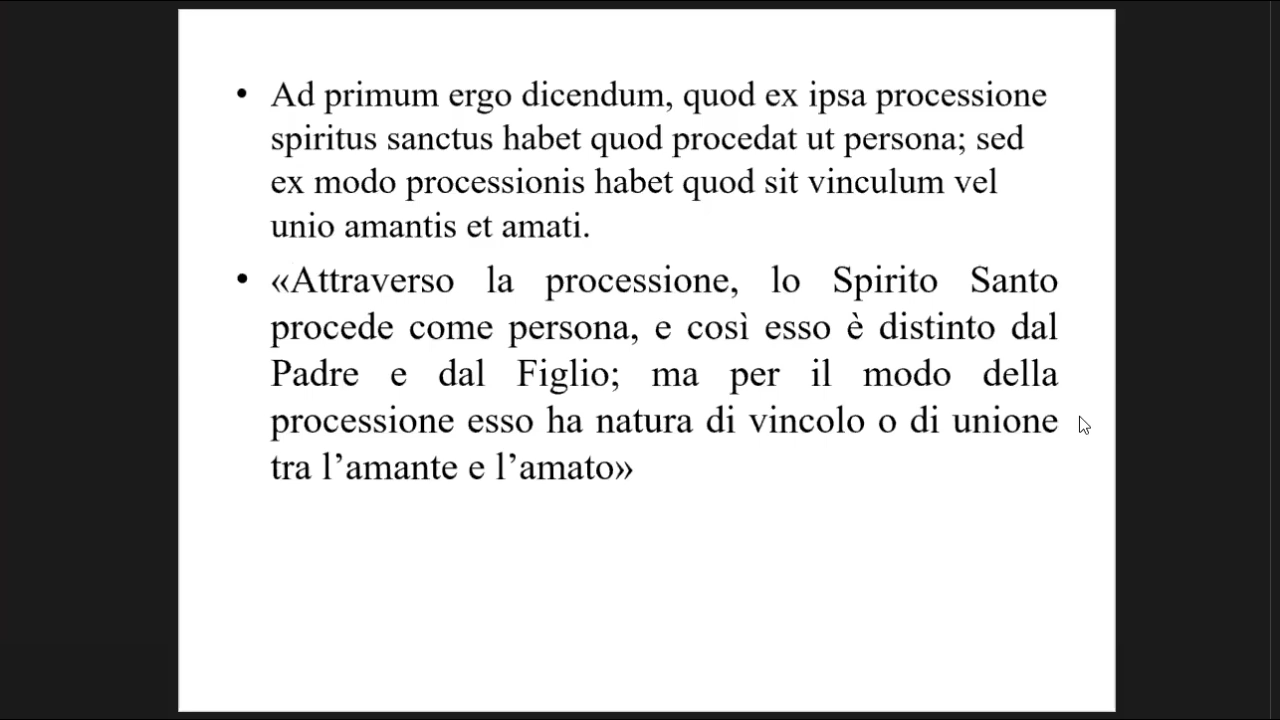 • Ad primum ergo dicendum, quod ex ipsa processione
spiritus sanctus habet quod procedat ut persona; sed
ex modo processionis habet quod sit vinculum vel
unio amantis et amati.
• «Attraverso la processione, lo Spirito Santo
procede come persona, e così esso è distinto dal
Padre e dal Figlio; ma per il modo della
processione esso ha natura di vincolo o di unione
tra l’amante e l’amato»